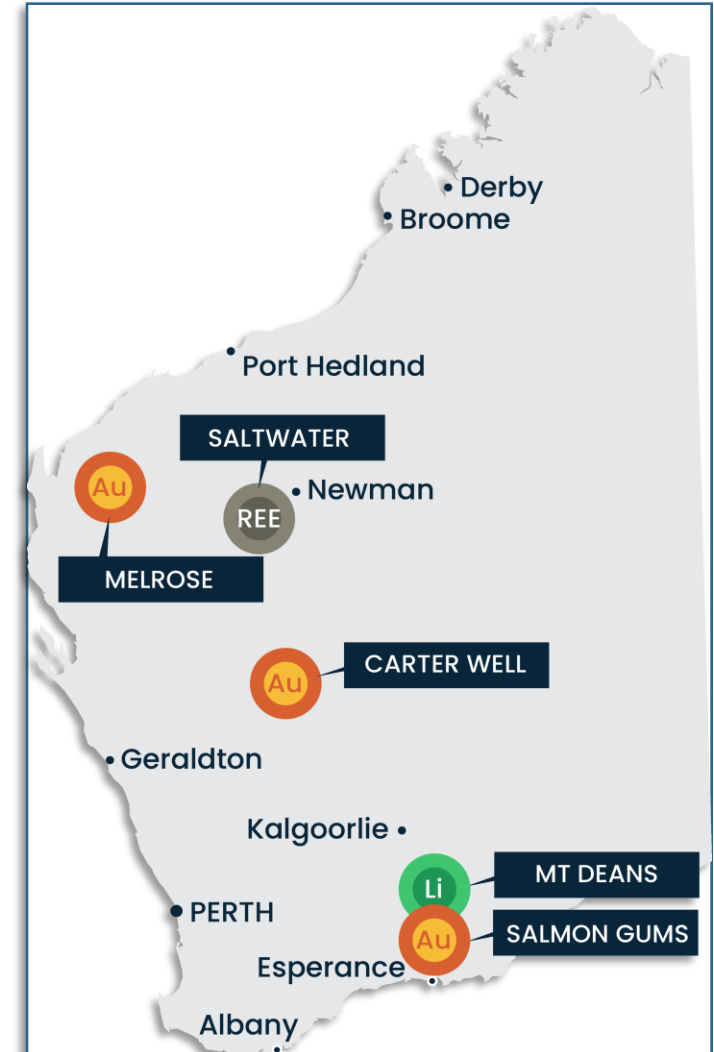 Derby
Broome
Port Hedland
SALTWATER
Au
Newman
REE
MELROSE
CARTER WELL
Au
Geraldton
Kalgoorlie
MT DEANS
Li
PERTH
SALMON GUMS
Au
Esperance
Albany